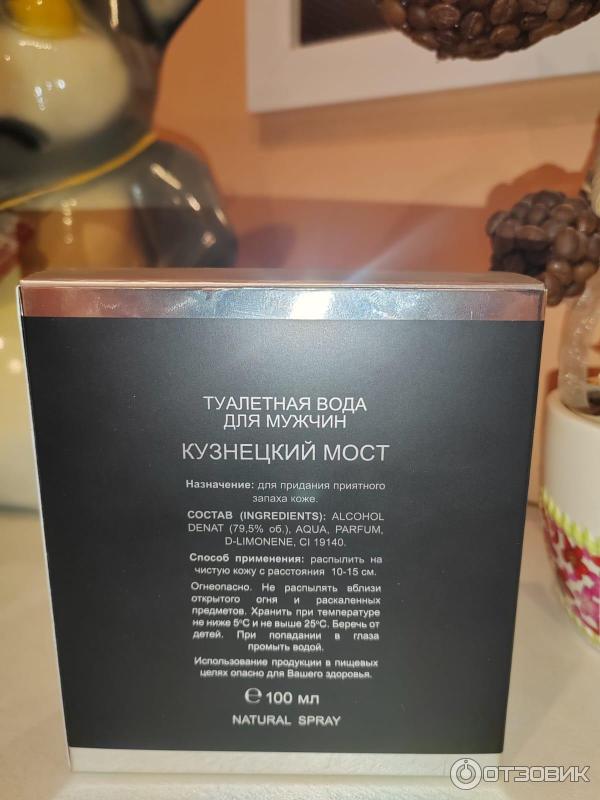 ТУАЛЕТНАЯ ВОДА
ДЛЯ МУЖЧИН
КУЗНЕЦКИЙ МОСТ
Назначение: для придания приятного
запаха коже.
СОСТАВ (INGREDIENTS): ALCOHOL
DENAT (79,5% об.), AQUA, PARFUM,
D-LIMONENE, CI 19140.
Способ применения: распылить на
чистую кожу с расстояния 10-15 см.
Огнеопасно. Не распылять вблизи
открытого огня и раскаленных
предметов. Хранить при температуре
не ниже 5°С и не выше 25°С. Беречь от
детей. При попадании в глаза
промыть водой.
Использование продукции в пищевых
целях опасно для Вашего здоровья.
℮ 100 мл
NATURAL SPRAY
ОТЗОВИК